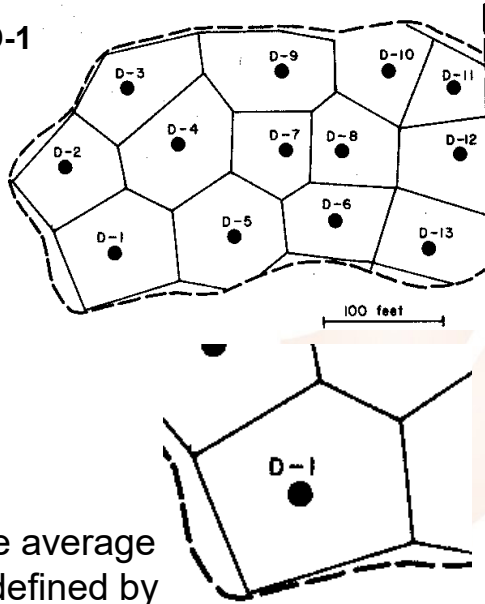 D-1
D-9
D-10
D-3
D-11
D-4
D-7
D-8
D-12
D-2
D-1
D-5
D-6
D-13
100 feet
D-1
e average
defined by